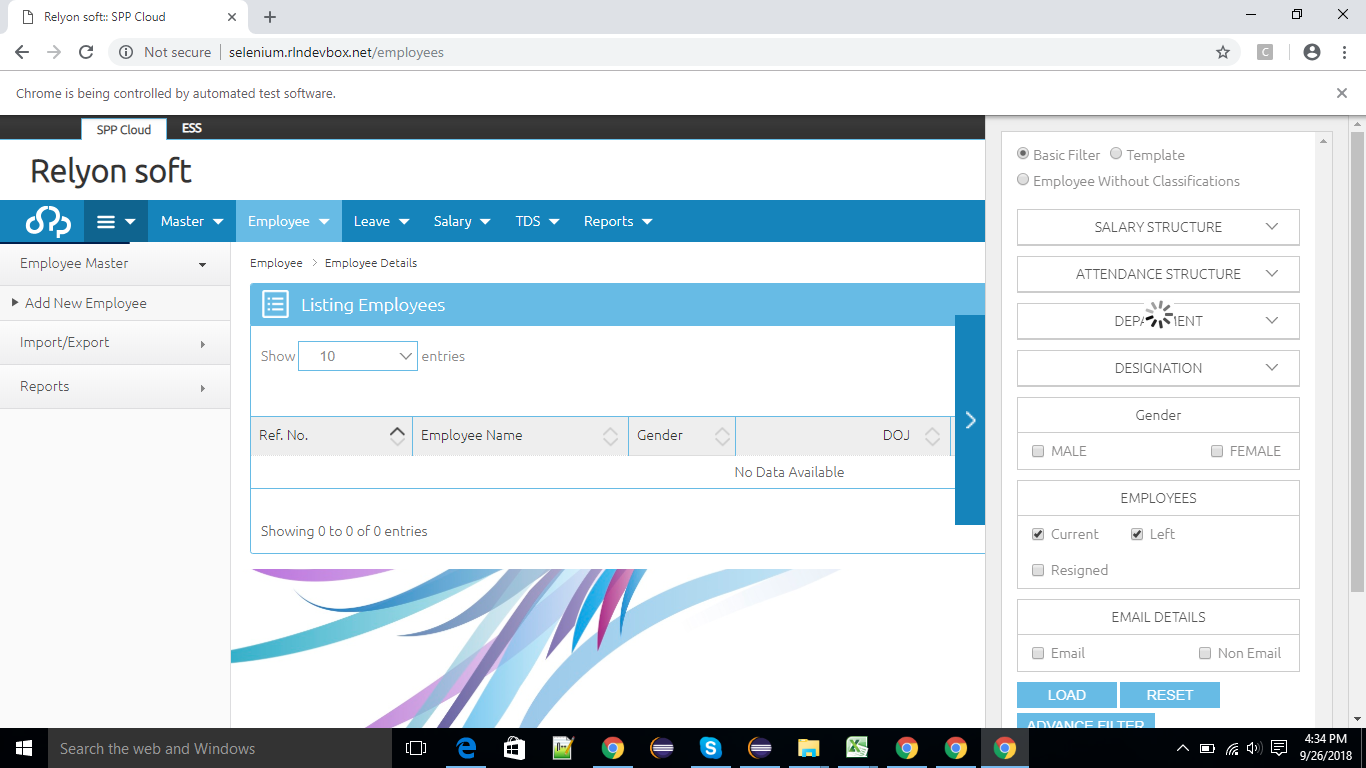 Relyon soft:: SPP Cloud
Not secure | selenium.rlndevbox.net/employees
C
Chrome is being controlled by automated test software.
SPP Cloud ESS
Relyon soft
Master Employee Leave Salary TDS Reports
Employee Master
Add New Employee
Import/Export
Reports
Employee > Employee Details
Listing Employees
Show 10 entries
Ref. No. Employee Name Gender DOJ
No Data Available
Showing 0 to 0 of 0 entries
Basic Filter Template
Employee Without Classifications
SALARY STRUCTURE
ATTENDANCE STRUCTURE
DEPARTMENT
DESIGNATION
Gender
MALE FEMALE
EMPLOYEES
Current Left
Resigned
EMAIL DETAILS
Email Non Email
LOAD RESET
ADVANCE FILTER
Search the web and Windows
4:34 PM
9/26/2018